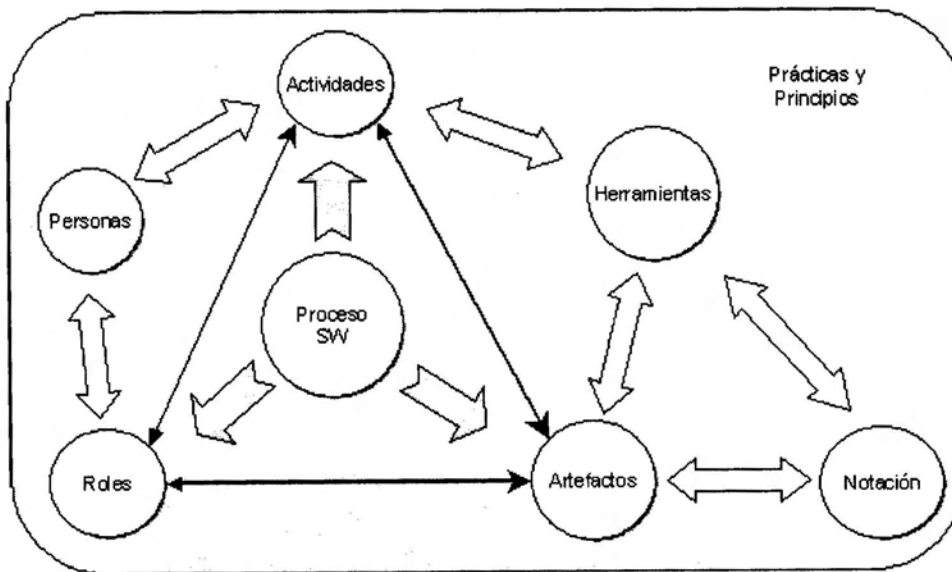 Actividades
Prácticas y
Principios
Herramientas
Personas
Proceso
SW
Roles
Artefactos
Notación